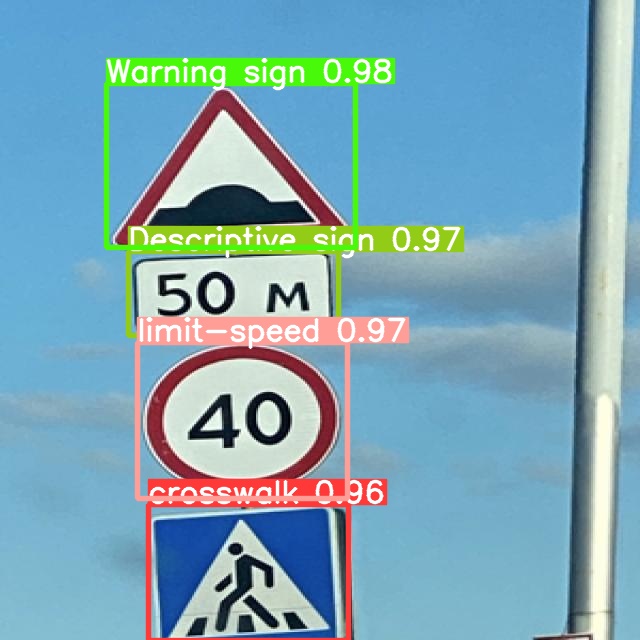 Warning sign 0.98
Descriptive sign 0.97
50 м
limit-speed 0.97
40
crosswalk 0.96